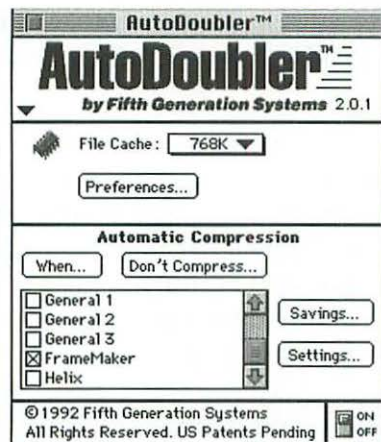 AutoDoubler™
AutoDoubler™
by Fifth Generation Systems 2.0.1
File Cache: 768K
Preferences...
Automatic Compression
When... Don't Compress...
General 1
General 2
General 3
FrameMaker
Helix
Savings...
Settings...
©1992 Fifth Generation Systems
All Rights Reserved. US Patents Pending
ON
OFF